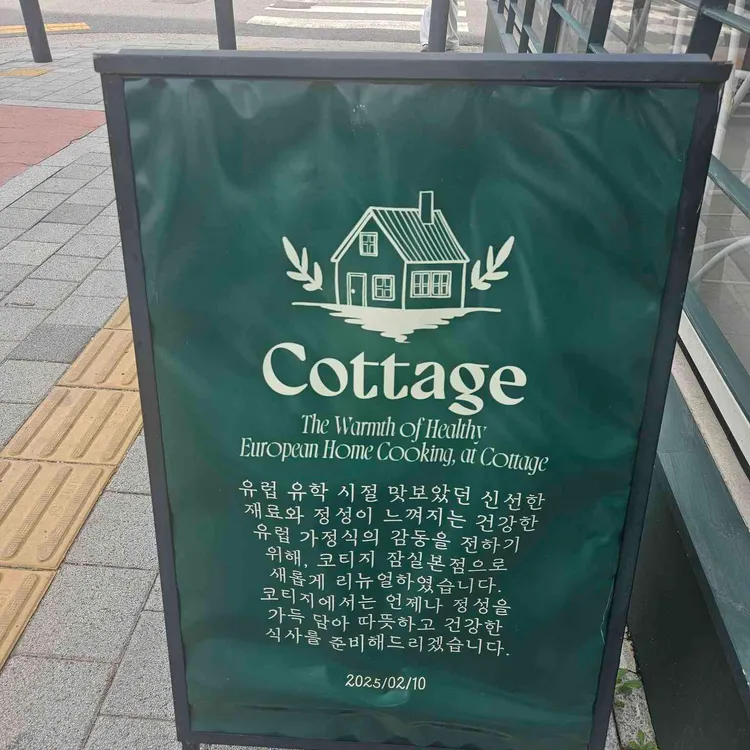 Cottage
The Warmth of Healthy
European Home Cooking, at Cottage
유럽 유학 시절 맛보았던 신선한
재료와 정성이 느껴지는 건강한
유럽 가정식의 감동을 전하기
위해, 코티지 잠실본점으로
새롭게 리뉴얼하였습니다.
코티지에서는 언제나 정성을
가득 담아 따뜻하고 건강한
식사를 준비해드리겠습니다.
2025/02/10